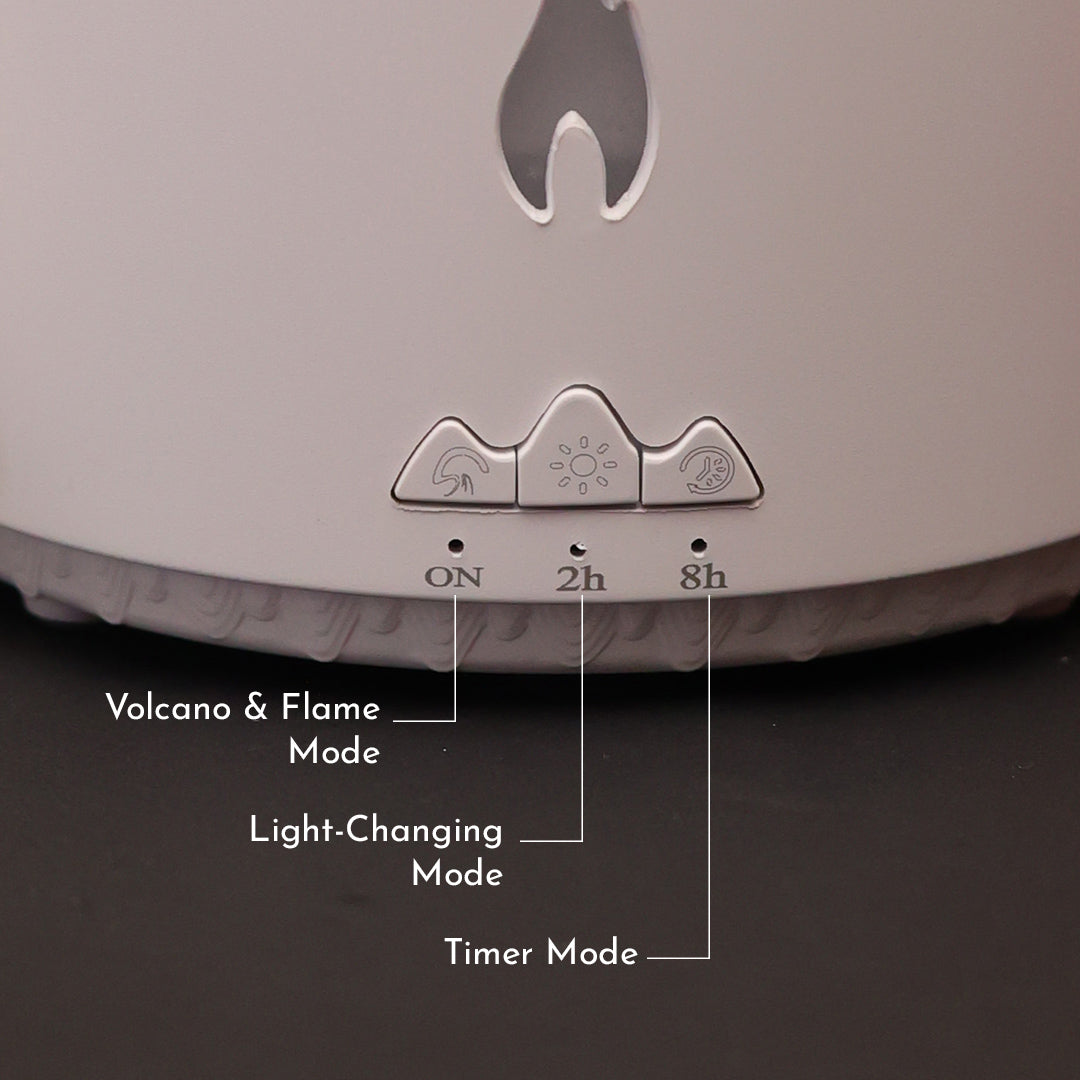 ON 2h 8h
Volcano & Flame
Mode
Light-Changing
Mode
Timer Mode